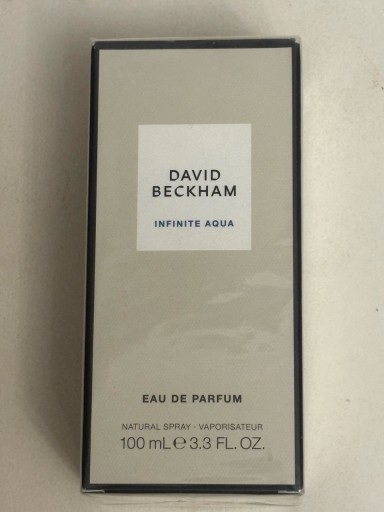 DAVID
BECKHAM
INFINITE AQUA
EAU DE PARFUM
NATURAL SPRAY · VAPORISATEUR
100 mL ℮ 3.3 FL. OZ.